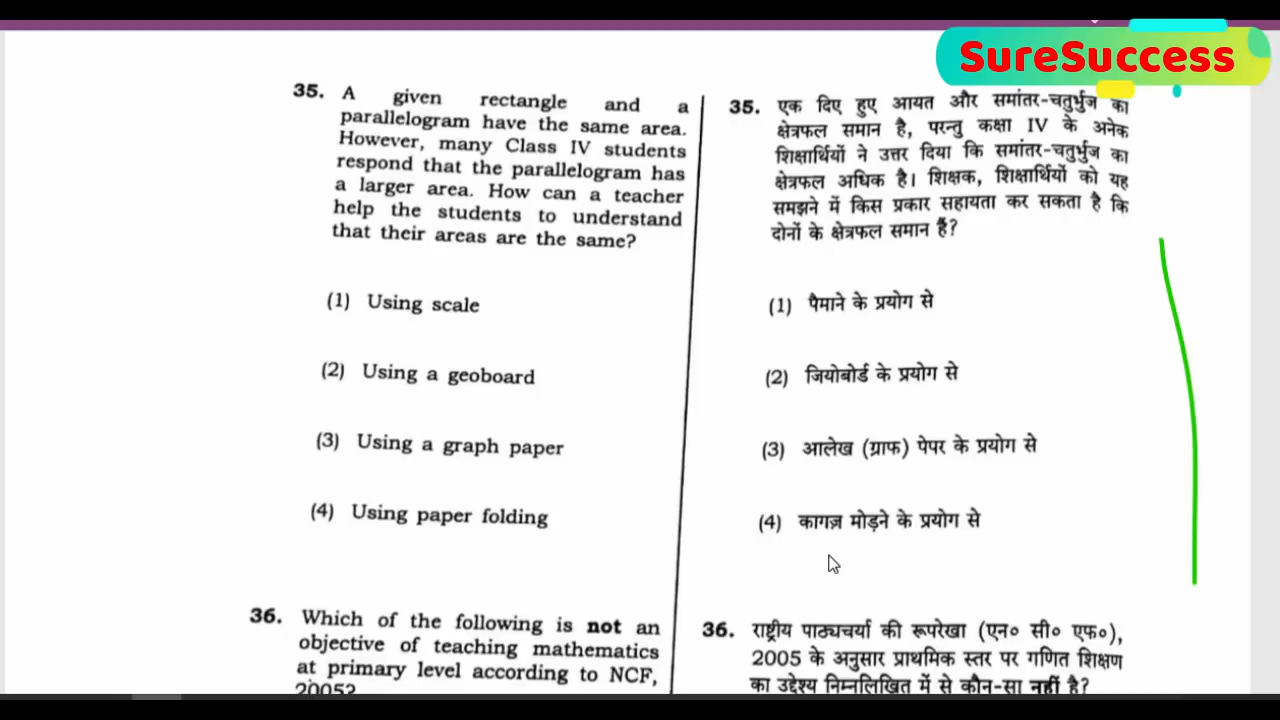 SureSuccess
35. A given rectangle and a
parallelogram have the same area.
However, many Class IV students
respond that the parallelogram has
a larger area. How can a teacher
help the students to understand
that their areas are the same?
(1) Using scale
(2) Using a geoboard
(3) Using a graph paper
(4) Using paper folding
36. Which of the following is not an
objective of teaching mathematics
at primary level according to NCF,
2005?
35. एक दिए हुए आयत और समांतर-चतुर्भुज का
क्षेत्रफल समान है, परन्तु कक्षा IV के अनेक
शिक्षार्थियों ने उत्तर दिया कि समांतर-चतुर्भुज का
क्षेत्रफल अधिक है। शिक्षक, शिक्षार्थियों को यह
समझने में किस प्रकार सहायता कर सकता है कि
दोनों के क्षेत्रफल समान हैं?
(1) पैमाने के प्रयोग से
(2) जियोबोर्ड के प्रयोग से
(3) आलेख (ग्राफ) पेपर के प्रयोग से
(4) कागज़ मोड़ने के प्रयोग से
36. राष्ट्रीय पाठ्यचर्या की रूपरेखा (एन० सी० एफ०),
2005 के अनुसार प्राथमिक स्तर पर गणित शिक्षण
का उद्देश्य निम्नलिखित में से कौन-सा नहीं है?